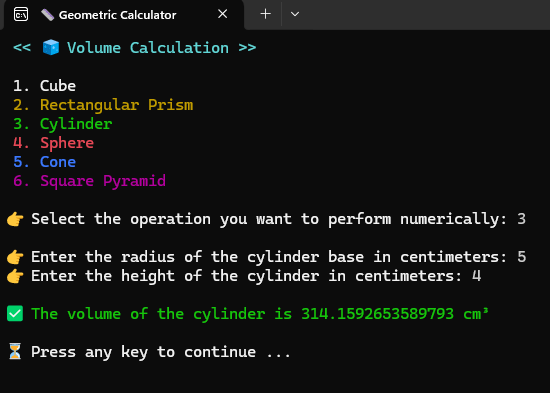 Geometric Calculator
<< Volume Calculation >>
1. Cube
2. Rectangular Prism
3. Cylinder
4. Sphere
5. Cone
6. Square Pyramid
Select the operation you want to perform numerically: 3
Enter the radius of the cylinder base in centimeters: 5
Enter the height of the cylinder in centimeters: 4
The volume of the cylinder is 314.1592653589793 cm³
Press any key to continue ...